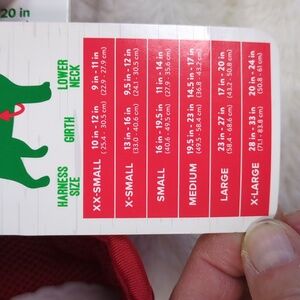 20 in
HARNESS SIZE
GIRTH
LOWER NECK
XX-SMALL
10 in - 12 in
(25.4 - 30.5 cm)
9 in - 11 in
(22.9 - 27.9 cm)
X-SMALL
13 in - 16 in
(33.0 - 40.6 cm)
9.5 in - 12 in
(24.1 - 30.5 cm)
SMALL
16 in - 19.5 in
(40.6 - 49.5 cm)
11 in - 14 in
(27.9 - 35.6 cm)
MEDIUM
19.5 in - 23 in
(49.5 - 58.4 cm)
14.5 in - 17 in
(36.8 - 43.2 cm)
LARGE
23 in - 27 in
(58.4 - 68.6 cm)
17 in - 20 in
(43.2 - 50.8 cm)
X-LARGE
28 in - 33 in
(71.1 - 83.8 cm)
20 in - 24 in
(50.8 - 61 cm)